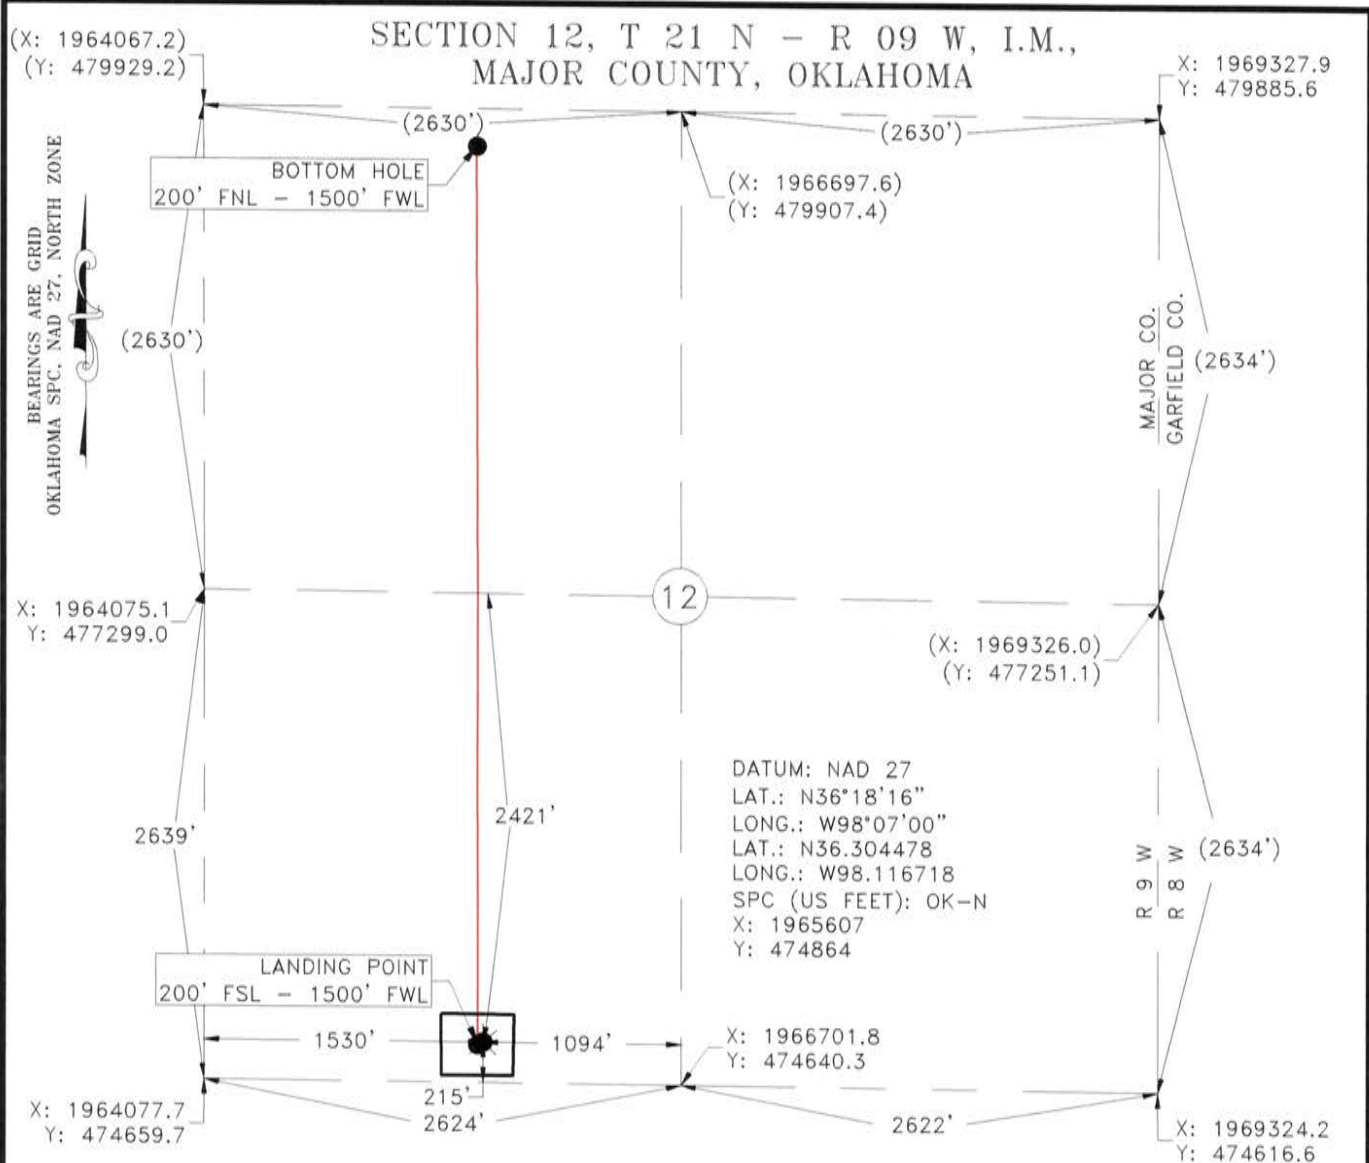 SECTION 12, T 21 N - R 09 W, I.M.,
MAJOR COUNTY, OKLAHOMA
(X: 1964067.2)
(Y: 479929.2)
X: 1969327.9
Y: 479885.6
(2630')
(2630')
BOTTOM HOLE
200' FNL - 1500' FWL
(X: 1966697.6)
(Y: 479907.4)
BEARINGS ARE GRID
OKLAHOMA SPC, NAD 27, NORTH ZONE
(2630')
MAJOR CO.
GARFIELD CO.
(2634')
12
X: 1964075.1
Y: 477299.0
(X: 1969326.0)
(Y: 477251.1)
2639'
2421'
DATUM: NAD 27
LAT.: N36°18'16"
LONG.: W98°07'00"
LAT.: N36.304478
LONG.: W98.116718
SPC (US FEET): OK-N
X: 1965607
Y: 474864
R 9 W
R 8 W
(2634')
LANDING POINT
200' FSL - 1500' FWL
1530'
1094'
X: 1966701.8
Y: 474640.3
215'
2624'
2622'
X: 1964077.7
Y: 474659.7
X: 1969324.2
Y: 474616.6